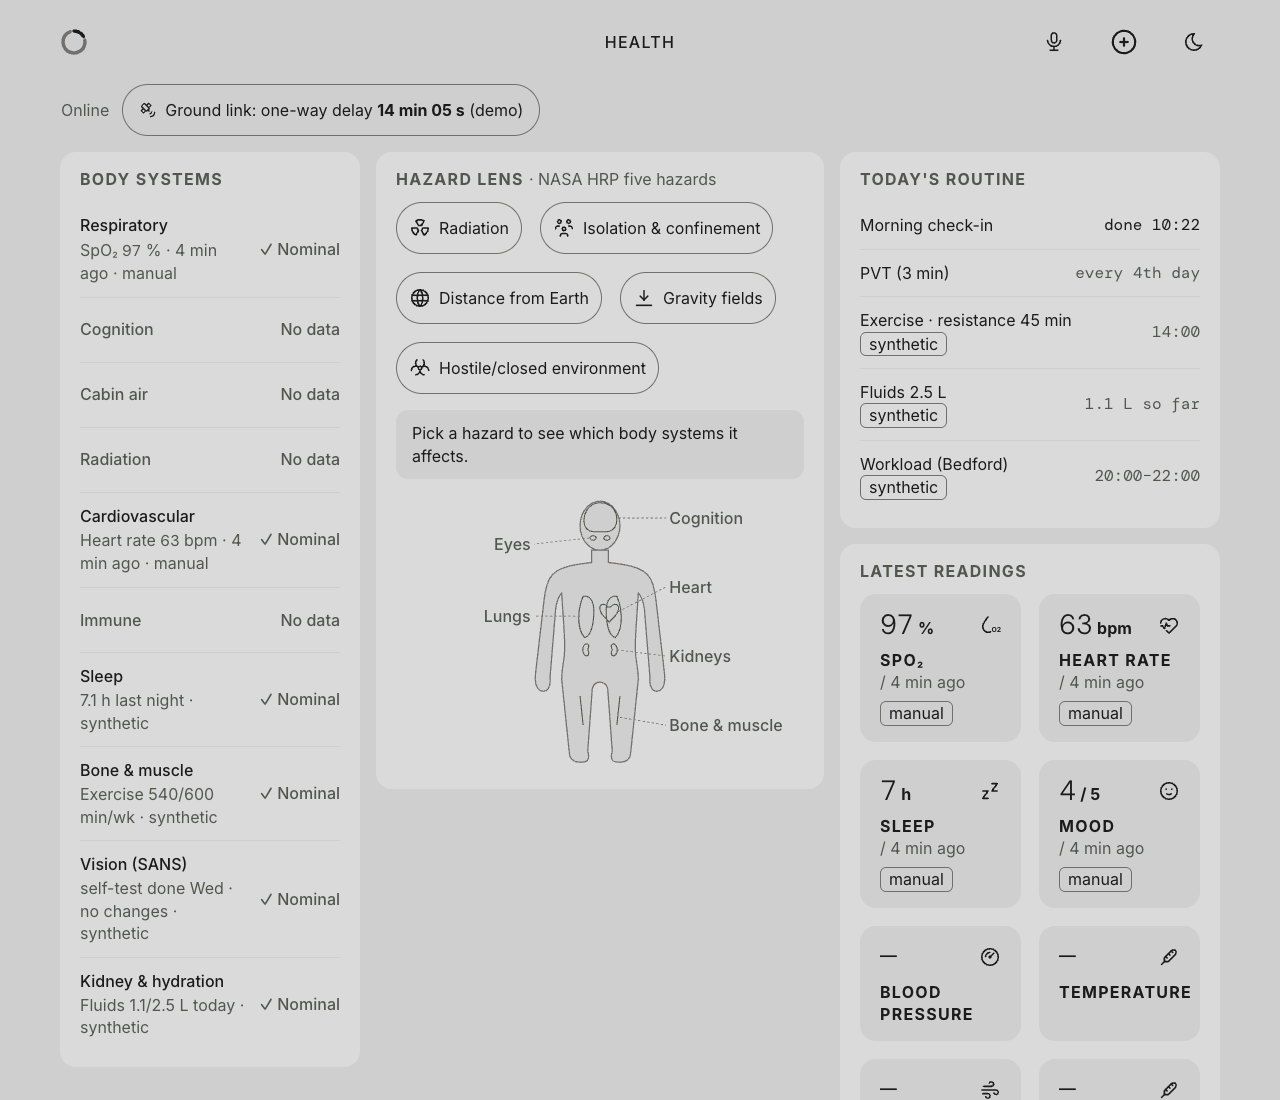 HEALTH
Online
Ground link: one-way delay 14 min 05 s (demo)
BODY SYSTEMS
Respiratory
SpO₂ 97 % · 4 min
ago · manual
Nominal
Cognition
No data
Cabin air
No data
Radiation
No data
Cardiovascular
Heart rate 63 bpm · 4
min ago · manual
Nominal
Immune
No data
Sleep
7.1 h last night ·
synthetic
Nominal
Bone & muscle
Exercise 540/600
min/wk · synthetic
Nominal
Vision (SANS)
self-test done Wed ·
no changes ·
synthetic
Nominal
Kidney & hydration
Fluids 1.1/2.5 L today ·
synthetic
Nominal
HAZARD LENS · NASA HRP five hazards
Radiation
Isolation & confinement
Distance from Earth
Gravity fields
Hostile/closed environment
Pick a hazard to see which body systems it
affects.
Cognition
Eyes
Heart
Lungs
Kidneys
Bone & muscle
TODAY'S ROUTINE
Morning check-in
done 10:22
PVT (3 min)
every 4th day
Exercise · resistance 45 min
synthetic
14:00
Fluids 2.5 L
synthetic
1.1 L so far
Workload (Bedford)
synthetic
20:00–22:00
LATEST READINGS
97 %
O2
SPO₂
/ 4 min ago
manual
63 bpm
HEART RATE
/ 4 min ago
manual
7 h
zZ
SLEEP
/ 4 min ago
manual
4 / 5
MOOD
/ 4 min ago
manual
—
BLOOD
PRESSURE
—
TEMPERATURE
—
—